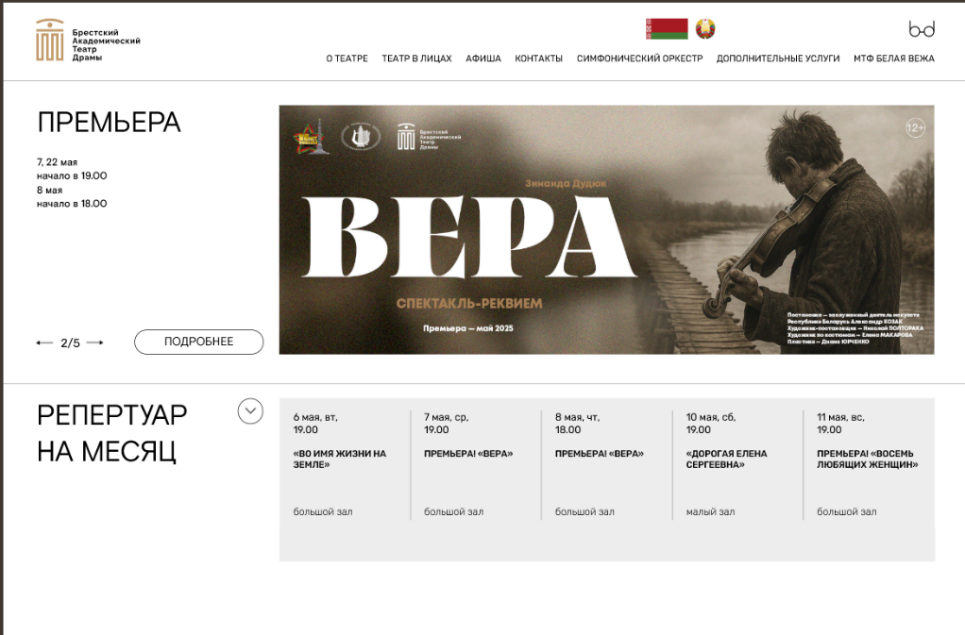 Брестский
Академический
Театр
Драмы
О ТЕАТРЕ ТЕАТР В ЛИЦАХ АФИША КОНТАКТЫ СИМФОНИЧЕСКИЙ ОРКЕСТР ДОПОЛНИТЕЛЬНЫЕ УСЛУГИ МТФ БЕЛАЯ ВЕЖА
ПРЕМЬЕРА
7, 22 мая
начало в 19.00
8 мая
начало в 18.00
2/5
ПОДРОБНЕЕ
Брестский
Академический
Театр
Драмы
12+
Зинаида Дудюк
ВЕРА
СПЕКТАКЛЬ-РЕКВИЕМ
Премьера – май 2025
Постановка – заслуженный деятель искусств
Республики Беларусь Александр КОЗАК
Художник-постановщик – Николай ПОЛТОРАКА
Художник по костюмам – Елена МАКАРОВА
Пластика – Диана ЮРЧЕНКО
РЕПЕРТУАР
НА МЕСЯЦ
6 мая, вт,
19.00
«ВО ИМЯ ЖИЗНИ НА
ЗЕМЛЕ»
большой зал
7 мая, ср,
19.00
ПРЕМЬЕРА! «ВЕРА»
большой зал
8 мая, чт,
18.00
ПРЕМЬЕРА! «ВЕРА»
большой зал
10 мая, сб,
19.00
«ДОРОГАЯ ЕЛЕНА
СЕРГЕЕВНА»
малый зал
11 мая, вс,
19.00
ПРЕМЬЕРА! «ВОСЕМЬ
ЛЮБЯЩИХ ЖЕНЩИН»
большой зал